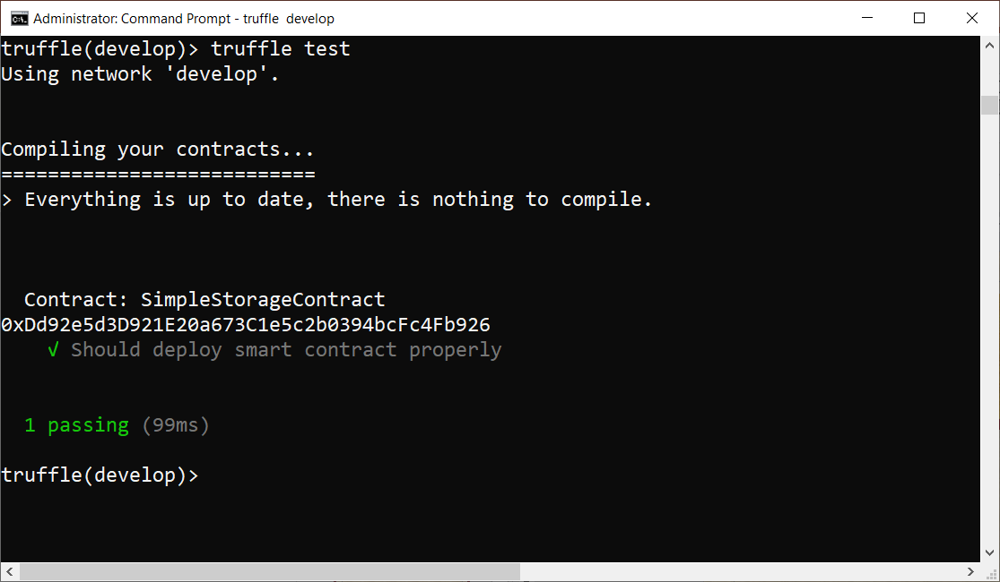 Administrator: Command Prompt - truffle  develop
truffle(develop)> truffle test
Using network 'develop'.
Compiling your contracts...
===========================
> Everything is up to date, there is nothing to compile.
Contract: SimpleStorageContract
0xDd92e5d3D921E20a673C1e5c2b0394bcFc4Fb926
√ Should deploy smart contract properly
1 passing (99ms)
truffle(develop)>